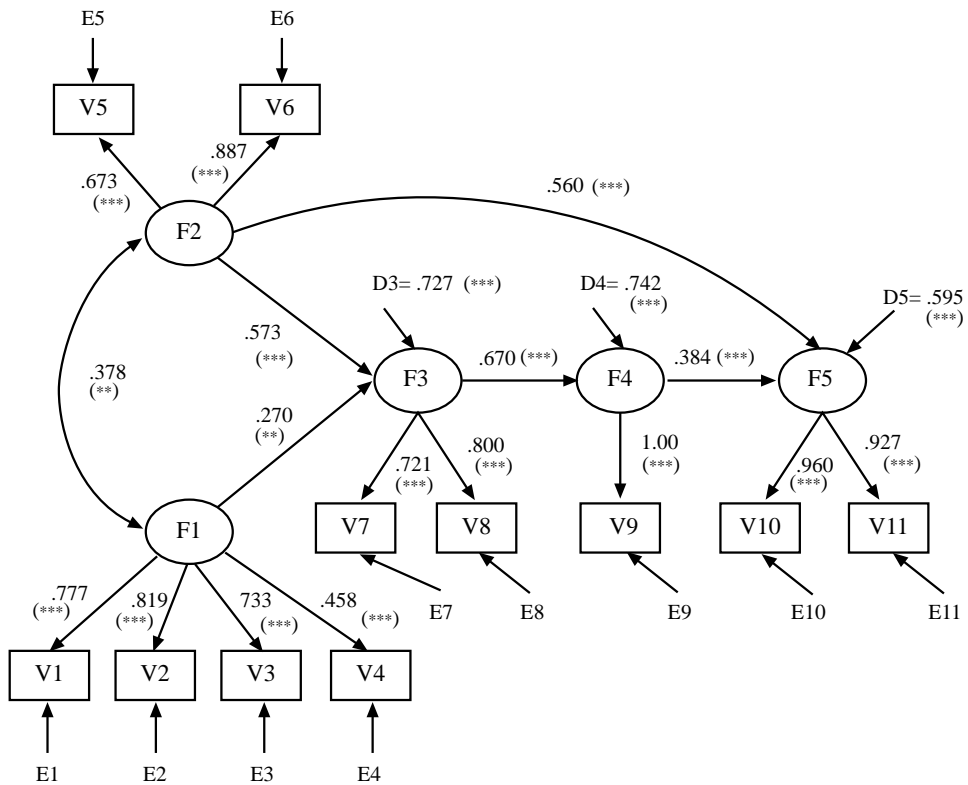 E5
E6
V5
V6
.887
(***)
.673
(***)
.560 (***)
F2
D3= .727 (***)
D4= .742
(***)
D5= .595
(***)
.573
(***)
.378
(**)
F3
.670 (***)
F4
.384 (***)
F5
.270
(**)
.721
(***)
.800
(***)
1.00
(***)
.960
(***)
.927
(***)
F1
V7
V8
V9
V10
V11
.777
(***)
.819
(***)
733
(***)
.458
(***)
E7
E8
E9
E10
E11
V1
V2
V3
V4
E1
E2
E3
E4